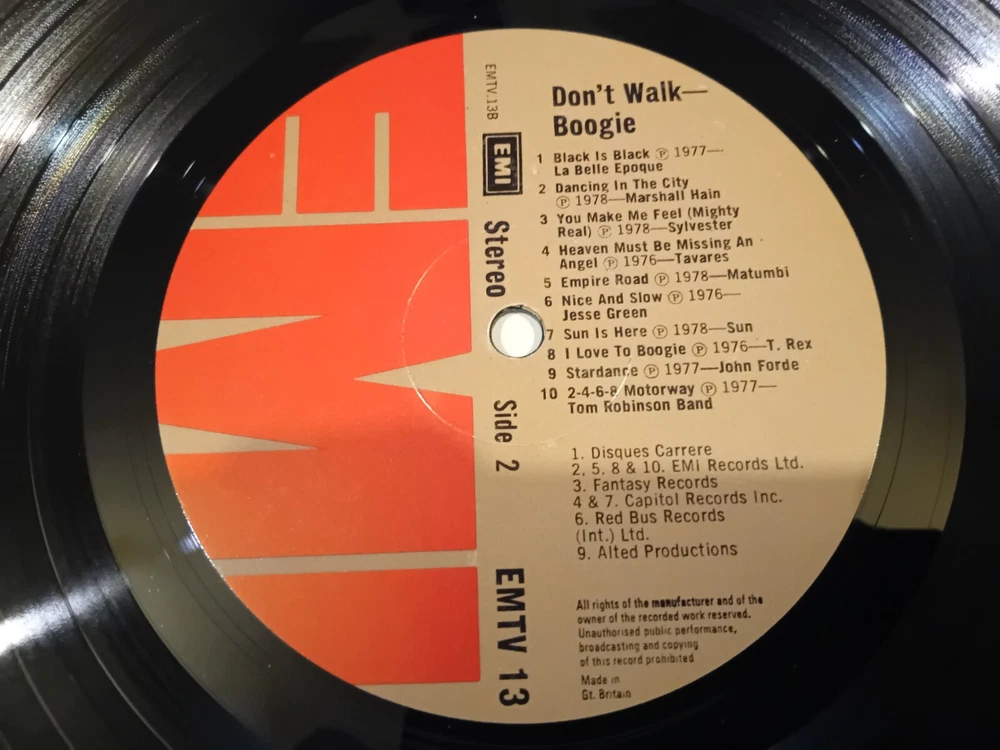 EMTV.13B
EMI
Stereo
Side 2
EMTV 13
Don't Walk—
Boogie
1 Black Is Black ℗ 1977—
La Belle Epoque
2 Dancing In The City
℗ 1978—Marshall Hain
3 You Make Me Feel (Mighty
Real) ℗ 1978—Sylvester
4 Heaven Must Be Missing An
Angel ℗ 1976—Tavares
5 Empire Road ℗ 1978—Matumbi
6 Nice And Slow ℗ 1976—
Jesse Green
7 Sun Is Here ℗ 1978—Sun
8 I Love To Boogie ℗ 1976—T. Rex
9 Stardance ℗ 1977—John Forde
10 2-4-6-8 Motorway ℗ 1977—
Tom Robinson Band
1. Disques Carrere
2, 5. 8 & 10. EMI Records Ltd.
3. Fantasy Records
4 & 7. Capitol Records Inc.
6. Red Bus Records
(Int.) Ltd.
9. Alted Productions
All rights of the manufacturer and of the
owner of the recorded work reserved.
Unauthorised public performance,
broadcasting and copying
of this record prohibited
Made in
Gt. Britain
EMI